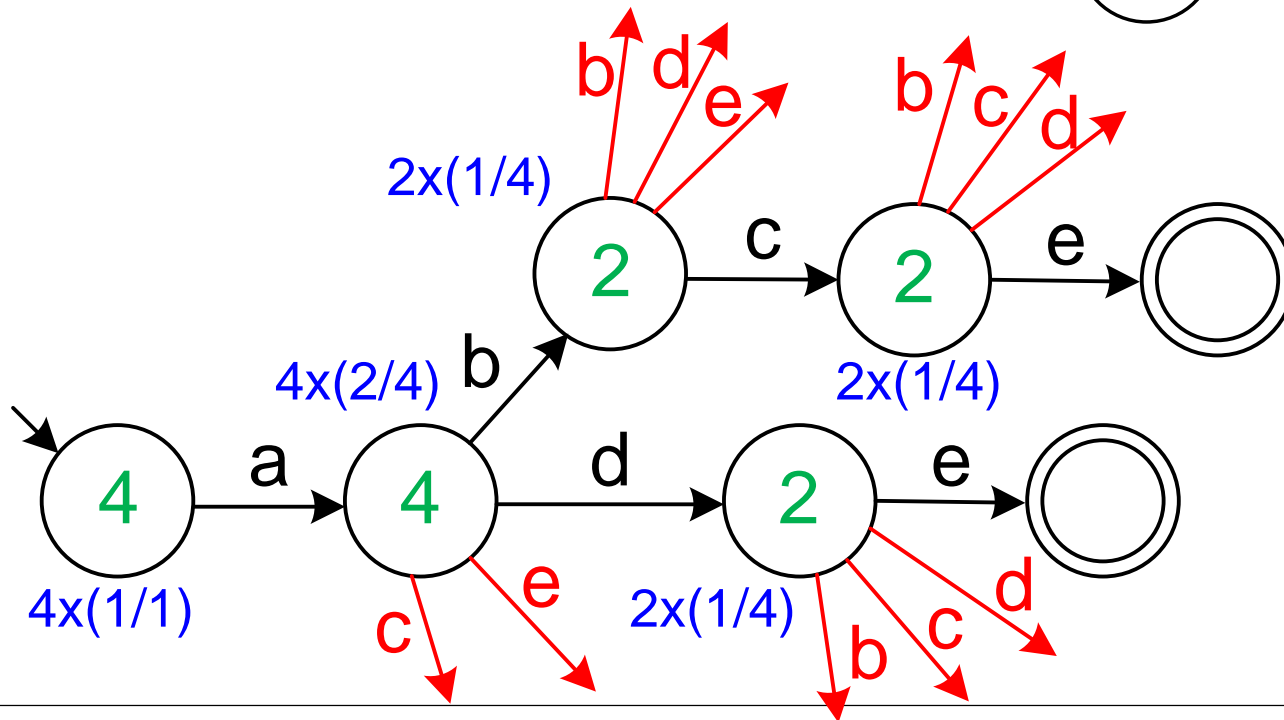 b d e
b c d
2x(1/4)
2 c 2 e
4x(2/4) b
2x(1/4)
4 a 4 d 2 e
4x(1/1)
c e
2x(1/4)
b c d